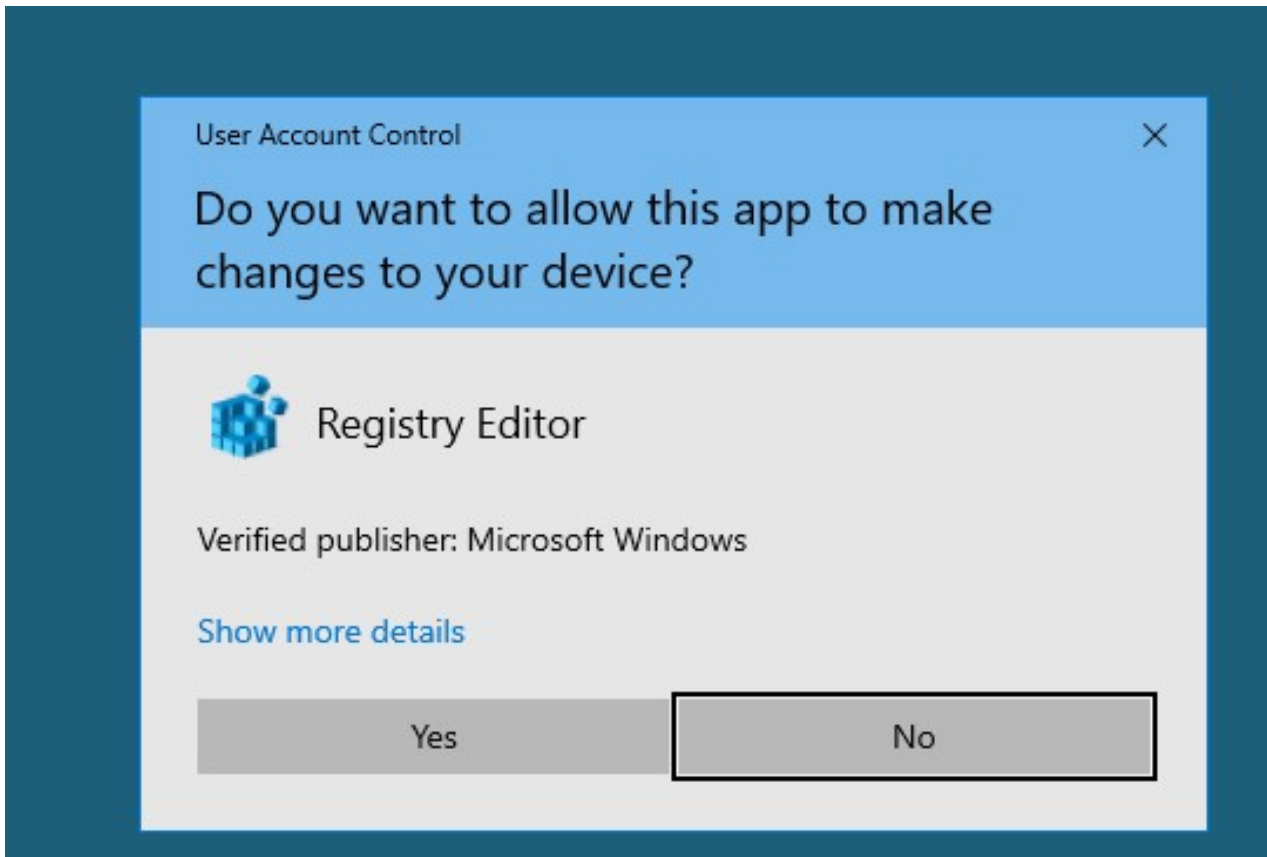 User Account Control
Do you want to allow this app to make
changes to your device?
Registry Editor
Verified publisher: Microsoft Windows
Show more details
Yes
No